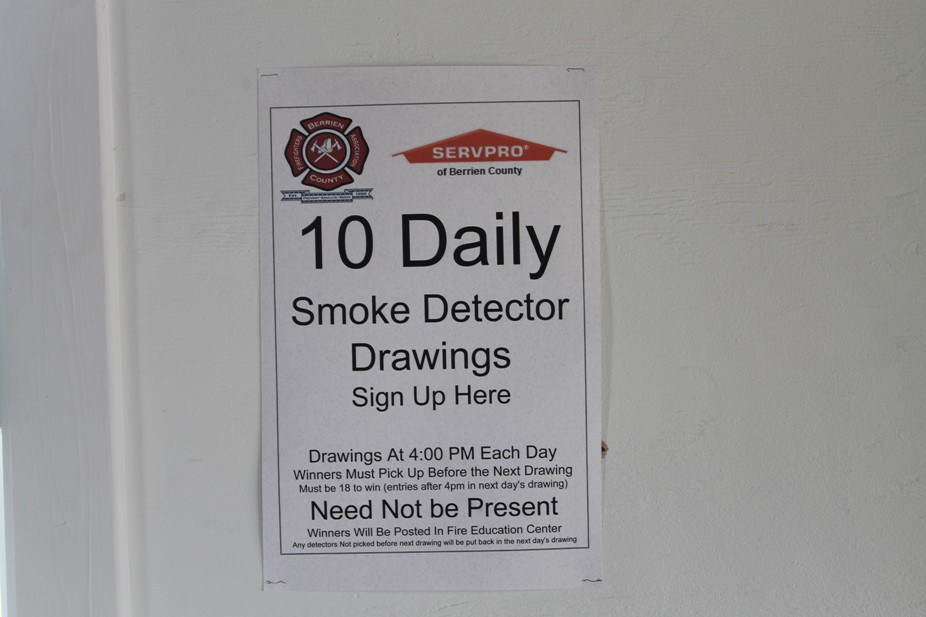 BERRIEN
FIREFIGHTERS
ASSOCIATION
COUNTY
SERVPRO®
of Berrien County
10 Daily
Smoke Detector
Drawings
Sign Up Here
Drawings At 4:00 PM Each Day
Winners Must Pick Up Before the Next Drawing
Must be 18 to win (entries after 4pm in next day's drawing)
Need Not be Present
Winners Will Be Posted In Fire Education Center
Any detectors Not picked before next drawing will be put back in the next day's drawing